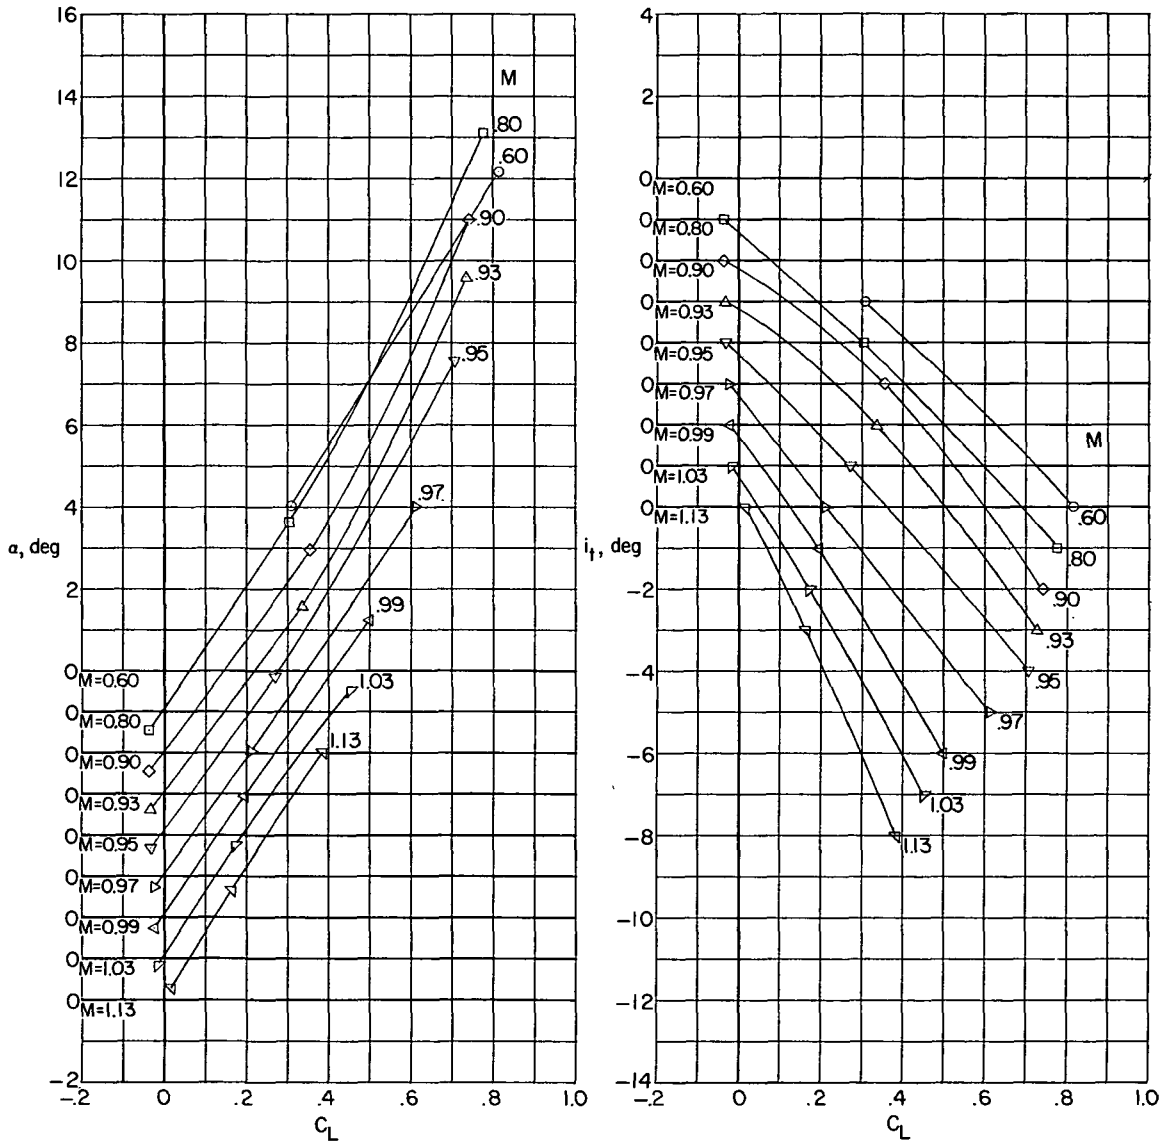 16
14
12
10
8
6
4
2
0
0
0
0
0
0
0
0
0
-2
α, deg
M
.80
.60
.90
.93
.95
.97
.99
1.03
1.13
M=0.60
M=0.80
M=0.90
M=0.93
M=0.95
M=0.97
M=0.99
M=1.03
M=1.13
-.2 0 .2 .4 .6 .8 1.0
CL
4
2
0
0
0
0
0
0
0
0
0
-2
-4
-6
-8
-10
-12
-14
it, deg
M=0.60
M=0.80
M=0.90
M=0.93
M=0.95
M=0.97
M=0.99
M=1.03
M=1.13
M
.60
.80
.90
.93
.95
.97
.99
1.03
1.13
-.2 0 .2 .4 .6 .8 1.0
CL